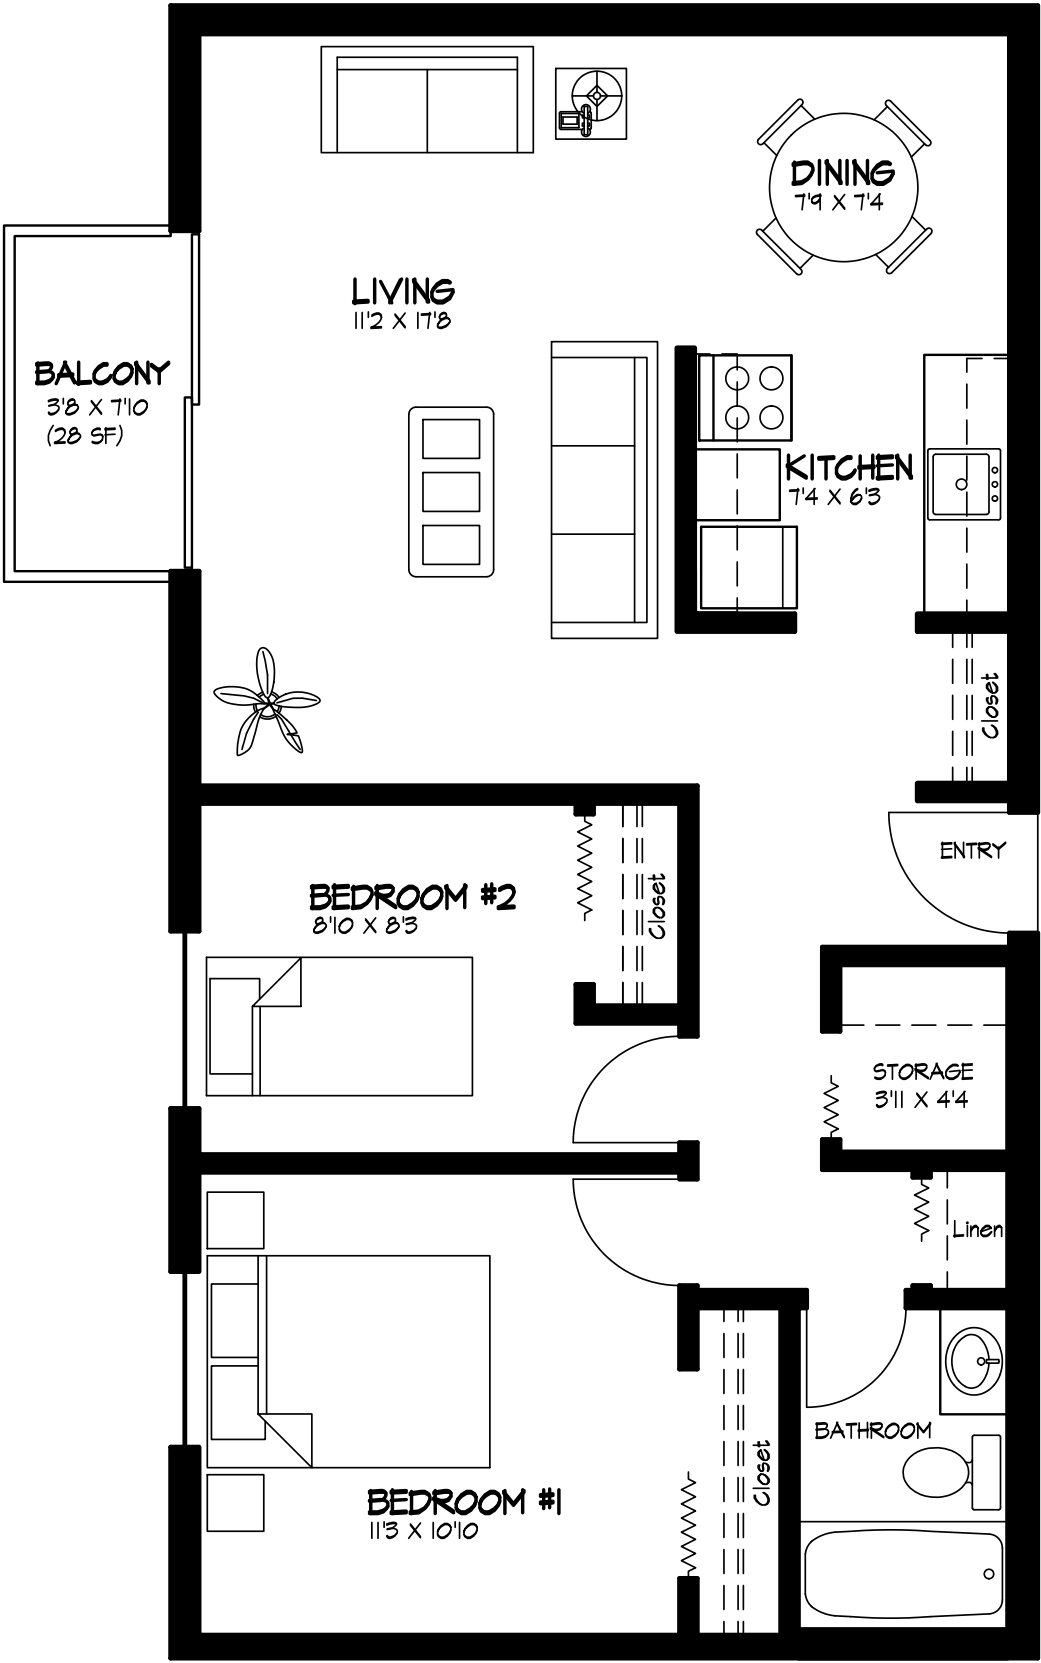 DINING
7'9 X 7'4
LIVING
11'2 X 17'8
BALCONY
3'8 X 7'10
(28 SF)
KITCHEN
7'4 X 6'3
Closet
ENTRY
BEDROOM #2
8'10 X 8'3
Closet
STORAGE
3'11 X 4'4
Linen
BATHROOM
Closet
BEDROOM #1
11'3 X 10'10